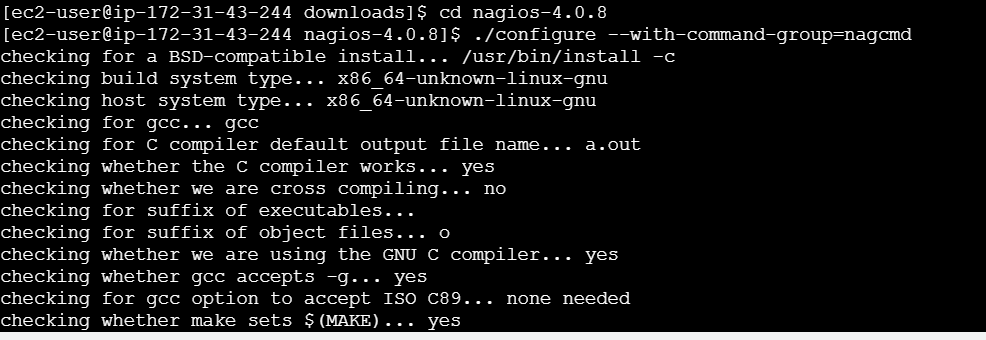 [ec2-user@ip-172-31-43-244 downloads]$ cd nagios-4.0.8
[ec2-user@ip-172-31-43-244 nagios-4.0.8]$ ./configure --with-command-group=nagcmd
checking for a BSD-compatible install... /usr/bin/install -c
checking build system type... x86_64-unknown-linux-gnu
checking host system type... x86_64-unknown-linux-gnu
checking for gcc... gcc
checking for C compiler default output file name... a.out
checking whether the C compiler works... yes
checking whether we are cross compiling... no
checking for suffix of executables...
checking for suffix of object files... o
checking whether we are using the GNU C compiler... yes
checking whether gcc accepts -g... yes
checking for gcc option to accept ISO C89... none needed
checking whether make sets $(MAKE)... yes